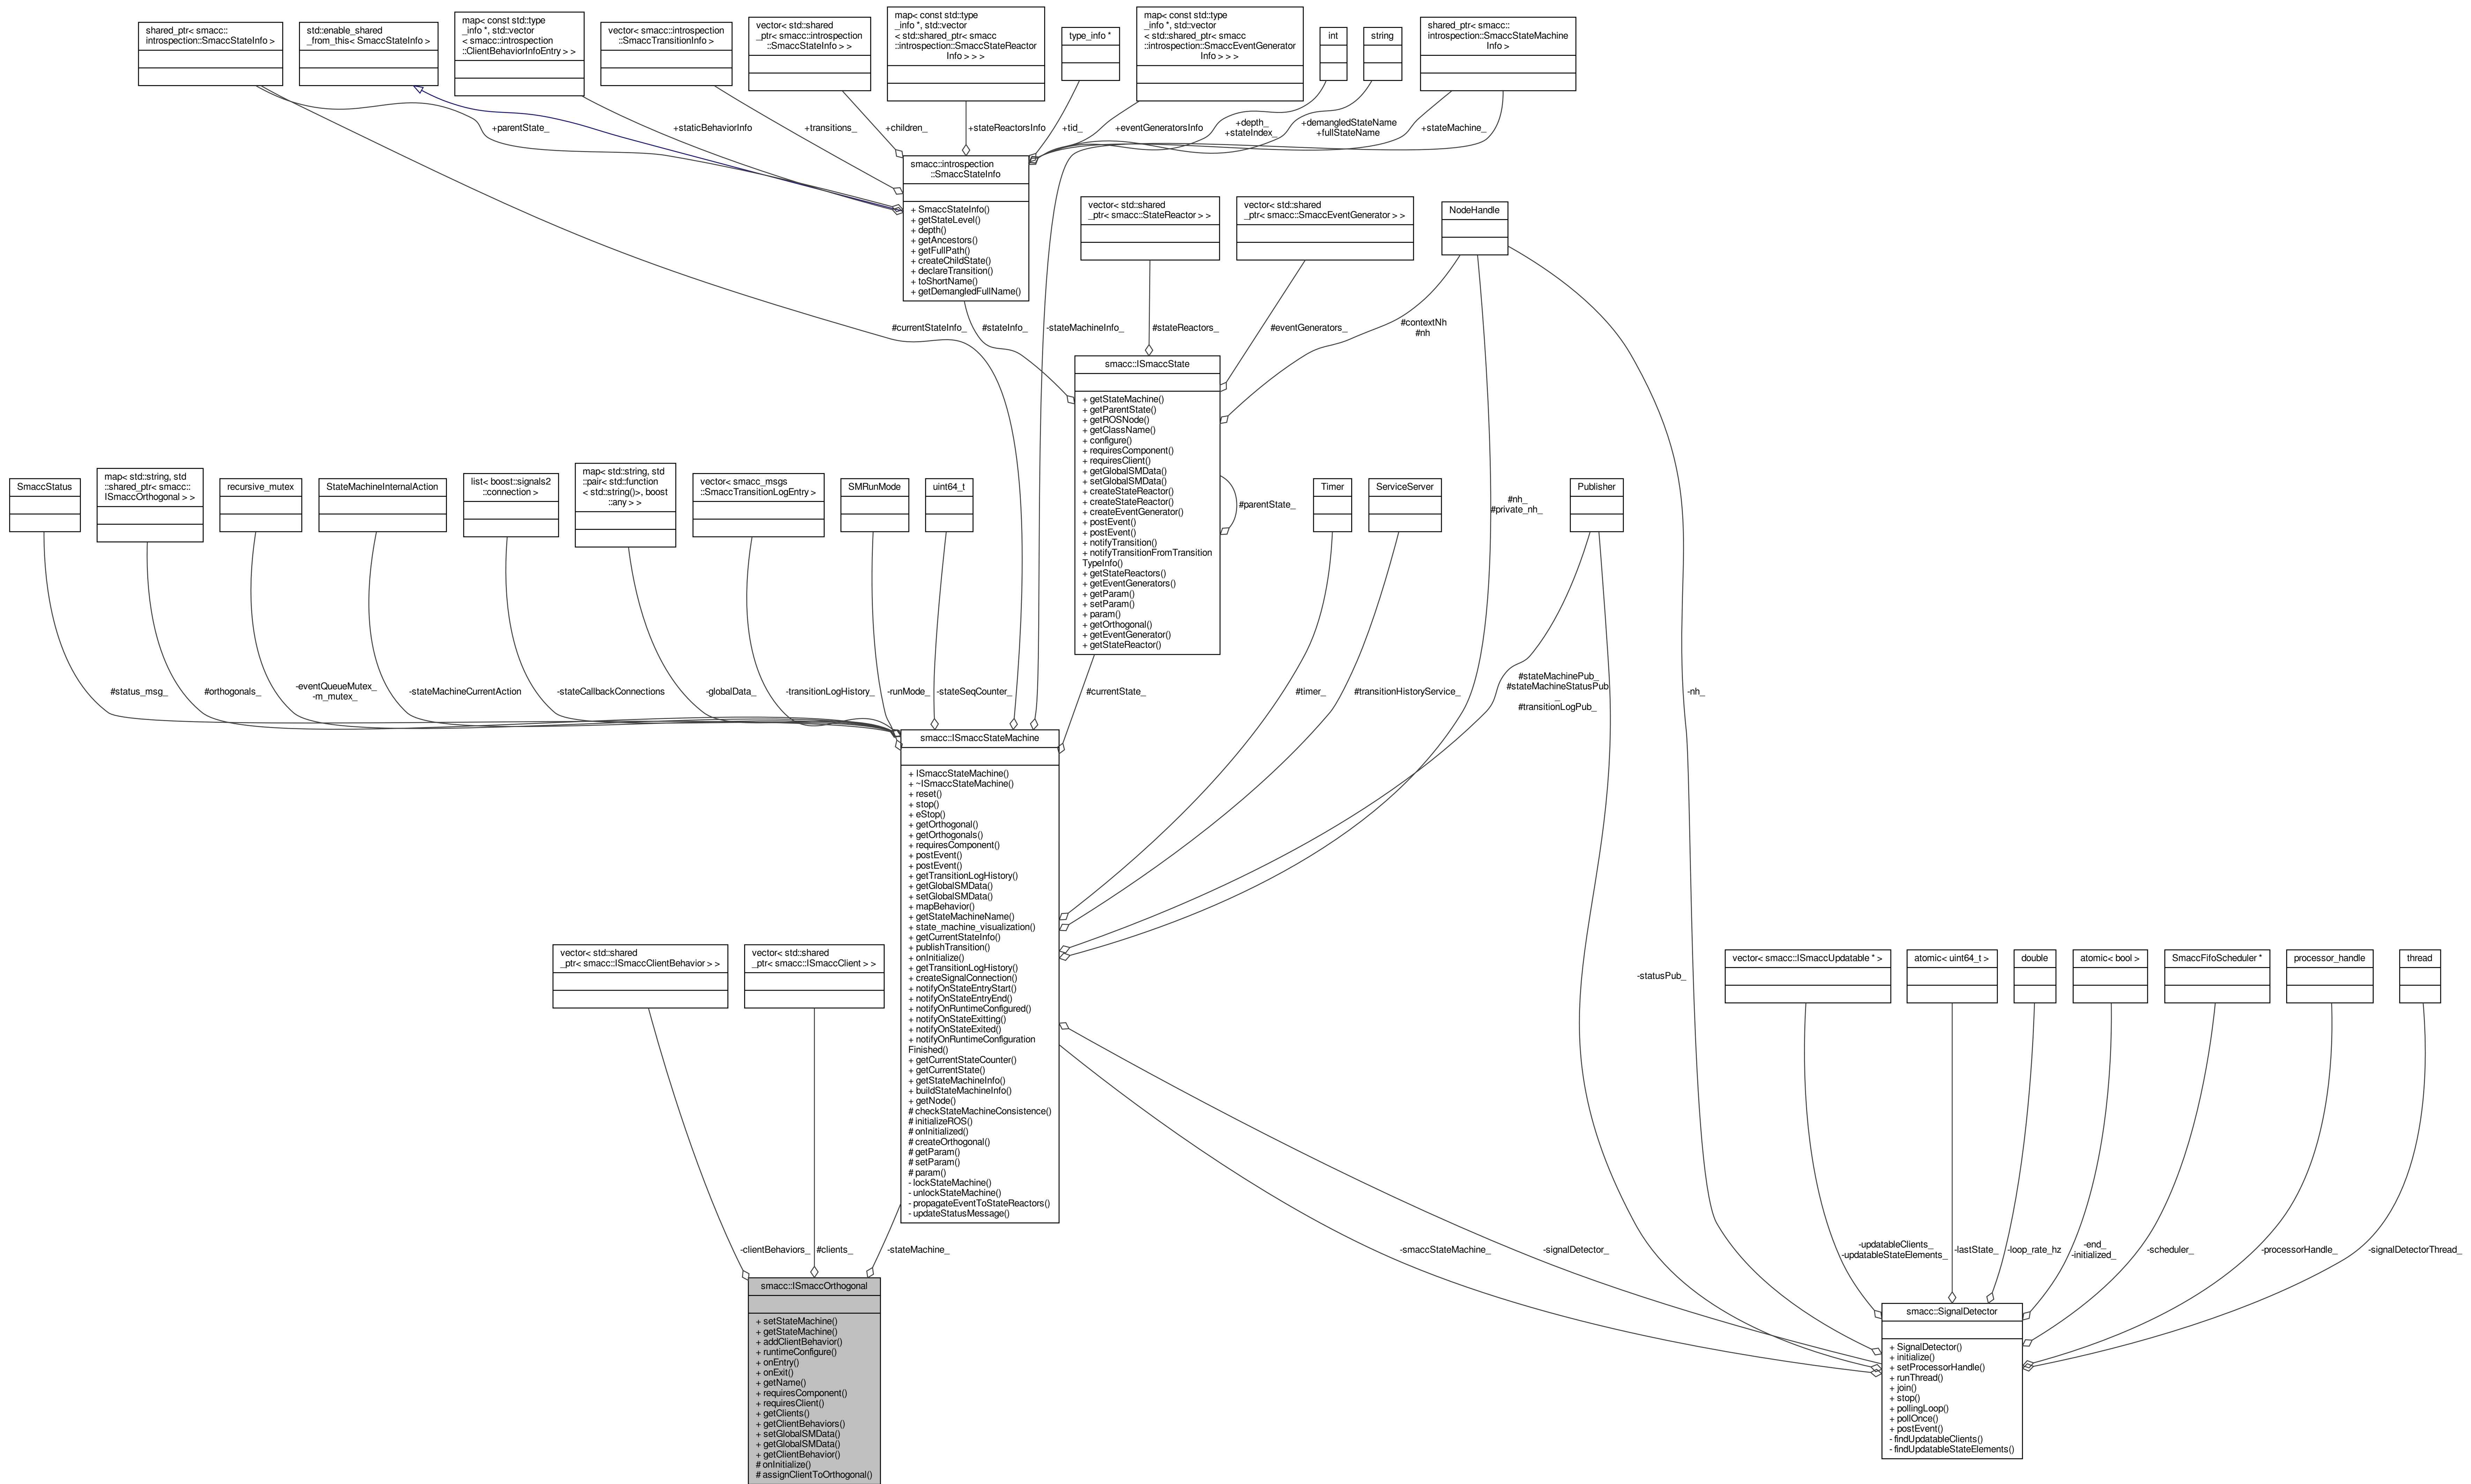 shared_ptr< smacc::
introspection::SmaccStateInfo >
std::enable_shared
_from_this< SmaccStateInfo >
map< const std::type
_info *, std::vector
< smacc::introspection
::ClientBehaviorInfoEntry > >
vector< smacc::introspection
::SmaccTransitionInfo >
vector< std::shared
_ptr< smacc::introspection
::SmaccStateInfo > >
map< const std::type
_info *, std::vector
< std::shared_ptr< smacc
::introspection::SmaccStateReactor
Info > > >
type_info *
map< const std::type
_info *, std::vector
< std::shared_ptr< smacc
::introspection::SmaccEventGenerator
Info > > >
int
string
shared_ptr< smacc::
introspection::SmaccStateMachine
Info >
+parentState_
+staticBehaviorInfo
+transitions_
+children_
+stateReactorsInfo
+tid_
+eventGeneratorsInfo
+depth_
+stateIndex_
+demangledStateName
+fullStateName
+stateMachine_
smacc::introspection
::SmaccStateInfo
+ SmaccStateInfo()
+ getStateLevel()
+ depth()
+ getAncestors()
+ getFullPath()
+ createChildState()
+ declareTransition()
+ toShortName()
+ getDemangledFullName()
vector< std::shared
_ptr< smacc::StateReactor > >
vector< std::shared
_ptr< smacc::SmaccEventGenerator > >
NodeHandle
#currentStateInfo_
#stateInfo_
-stateMachineInfo_
#stateReactors_
#eventGenerators_
#contextNh
#nh
smacc::ISmaccState
+ getStateMachine()
+ getParentState()
+ getROSNode()
+ getClassName()
+ configure()
+ requiresComponent()
+ requiresClient()
+ getGlobalSMData()
+ setGlobalSMData()
+ createStateReactor()
+ createStateReactor()
+ createEventGenerator()
+ postEvent()
+ postEvent()
+ notifyTransition()
+ notifyTransitionFromTransition
TypeInfo()
+ getStateReactors()
+ getEventGenerators()
+ getParam()
+ setParam()
+ param()
+ getOrthogonal()
+ getEventGenerator()
+ getStateReactor()
#parentState_
SmaccStatus
map< std::string, std
::shared_ptr< smacc::
ISmaccOrthogonal > >
recursive_mutex
StateMachineInternalAction
list< boost::signals2
::connection >
map< std::string, std
::pair< std::function
< std::string()>, boost
::any > >
vector< smacc_msgs
::SmaccTransitionLogEntry >
SMRunMode
uint64_t
Timer
ServiceServer
#nh_
#private_nh_
Publisher
#status_msg_
#orthogonals_
-eventQueueMutex_
-m_mutex_
-stateMachineCurrentAction
-stateCallbackConnections
-globalData_
-transitionLogHistory_
-runMode_
-stateSeqCounter_
#currentState_
#timer_
#transitionHistoryService_
#stateMachinePub_
#stateMachineStatusPub
_
#transitionLogPub_
-nh_
smacc::ISmaccStateMachine
+ ISmaccStateMachine()
+ ~ISmaccStateMachine()
+ reset()
+ stop()
+ eStop()
+ getOrthogonal()
+ getOrthogonals()
+ requiresComponent()
+ postEvent()
+ postEvent()
+ getTransitionLogHistory()
+ getGlobalSMData()
+ setGlobalSMData()
+ mapBehavior()
+ getStateMachineName()
+ state_machine_visualization()
+ getCurrentStateInfo()
+ publishTransition()
+ onInitialize()
+ getTransitionLogHistory()
+ createSignalConnection()
+ notifyOnStateEntryStart()
+ notifyOnStateEntryEnd()
+ notifyOnRuntimeConfigured()
+ notifyOnStateExitting()
+ notifyOnStateExited()
+ notifyOnRuntimeConfiguration
Finished()
+ getCurrentStateCounter()
+ getCurrentState()
+ getStateMachineInfo()
+ buildStateMachineInfo()
+ getNode()
# checkStateMachineConsistence()
# initializeROS()
# onInitialized()
# createOrthogonal()
# getParam()
# setParam()
# param()
- lockStateMachine()
- unlockStateMachine()
- propagateEventToStateReactors()
- updateStatusMessage()
vector< std::shared
_ptr< smacc::ISmaccClientBehavior > >
vector< std::shared
_ptr< smacc::ISmaccClient > >
-statusPub_
vector< smacc::ISmaccUpdatable * >
atomic< uint64_t >
double
atomic< bool >
SmaccFifoScheduler *
processor_handle
thread
-clientBehaviors_
#clients_
-stateMachine_
-smaccStateMachine_
-signalDetector_
-updatableClients_
-updatableStateElements_
-lastState_
-loop_rate_hz
-end_
-initialized_
-scheduler_
-processorHandle_
-signalDetectorThread_
smacc::ISmaccOrthogonal
+ setStateMachine()
+ getStateMachine()
+ addClientBehavior()
+ runtimeConfigure()
+ onEntry()
+ onExit()
+ getName()
+ requiresComponent()
+ requiresClient()
+ getClients()
+ getClientBehaviors()
+ setGlobalSMData()
+ getGlobalSMData()
+ getClientBehavior()
# onInitialize()
# assignClientToOrthogonal()
smacc::SignalDetector
+ SignalDetector()
+ initialize()
+ setProcessorHandle()
+ runThread()
+ join()
+ stop()
+ pollingLoop()
+ pollOnce()
+ postEvent()
- findUpdatableClients()
- findUpdatableStateElements()